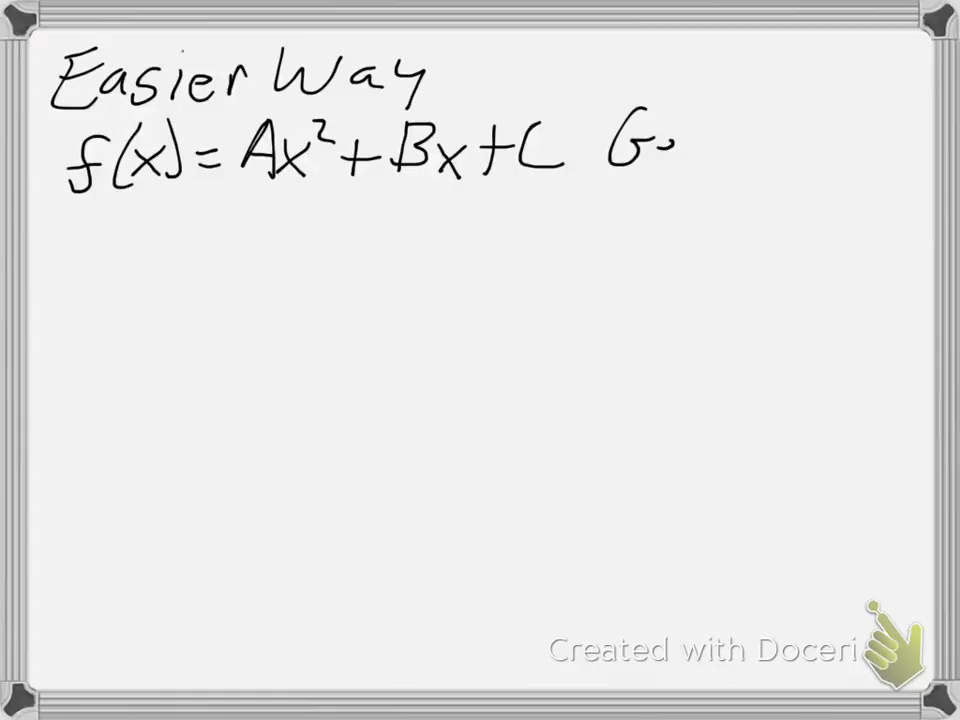 Easier Way
f(x) = Ax² + Bx + C
Created with Doceri